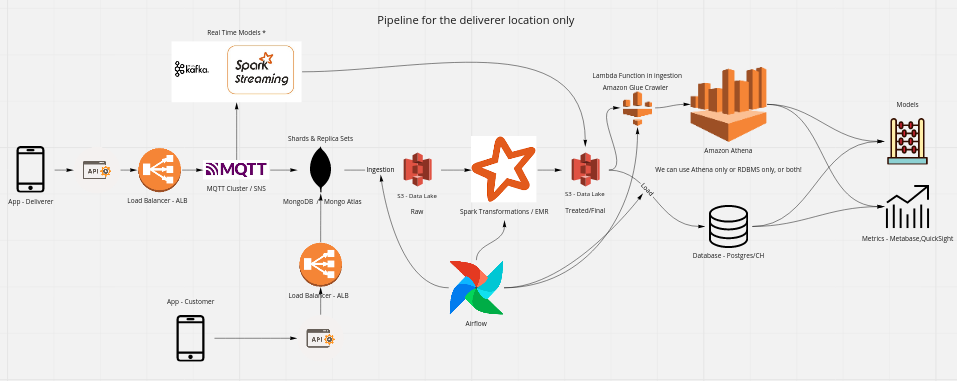 Pipeline for the deliverer location only
Real Time Models *
kafka.
Spark
Streaming
Lambda Function in ingestion
Amazon Glue Crawler
Models
Shards & Replica Sets
Amazon Athena
API
MQTT
Ingestion
S3 - Data Lake
S3 - Data Lake
We can use Athena only or RDBMS only, or both!
MQTT Cluster / SNS
Load
App - Deliverer
Load Balancer - ALB
MongoDB / Mongo Atlas
Raw
Spark Transformations / EMR
Treated/Final
Metrics - Metabase,QuickSight
Database - Postgres/CH
Load Balancer - ALB
App - Customer
Airflow
API